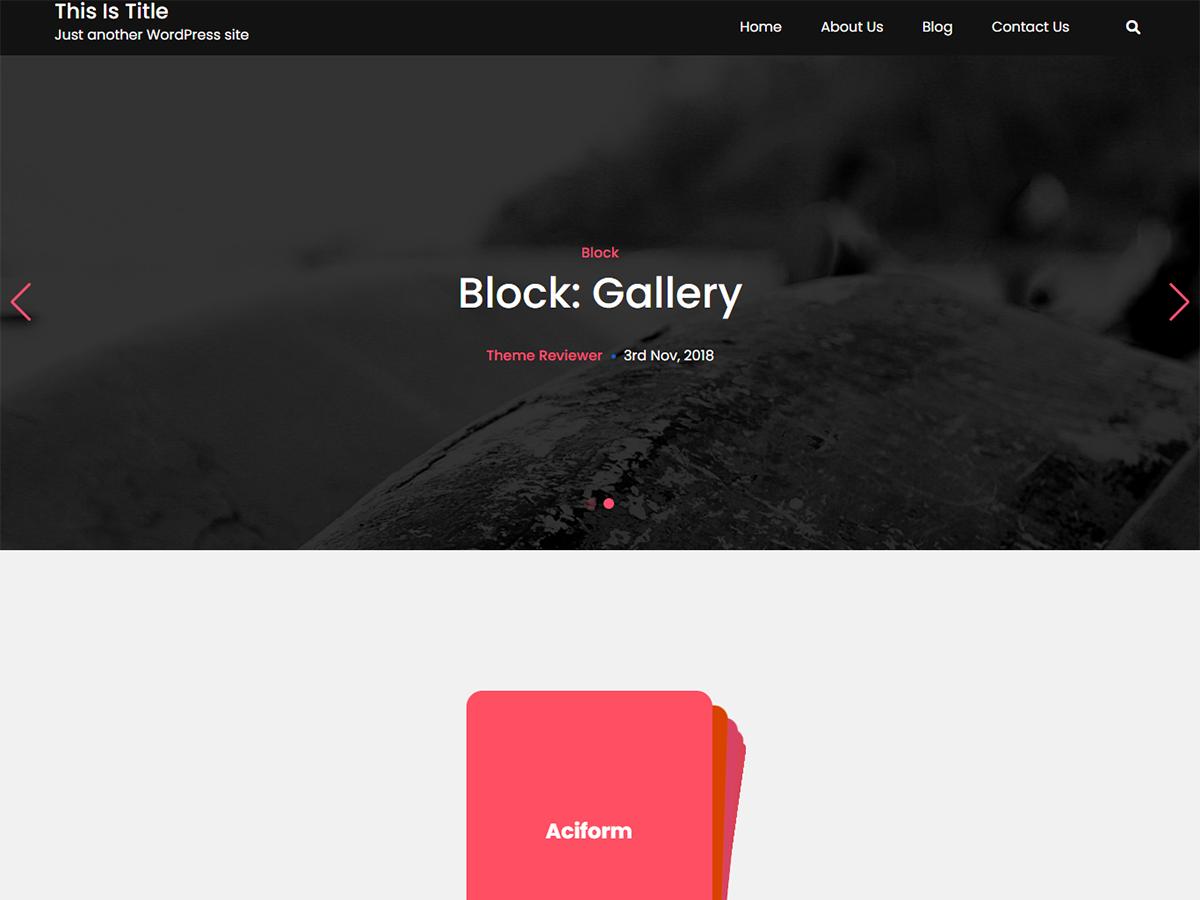 This Is Title
Just another WordPress site
Home About Us Blog Contact Us
Block
Block: Gallery
Theme Reviewer • 3rd Nov, 2018
Aciform